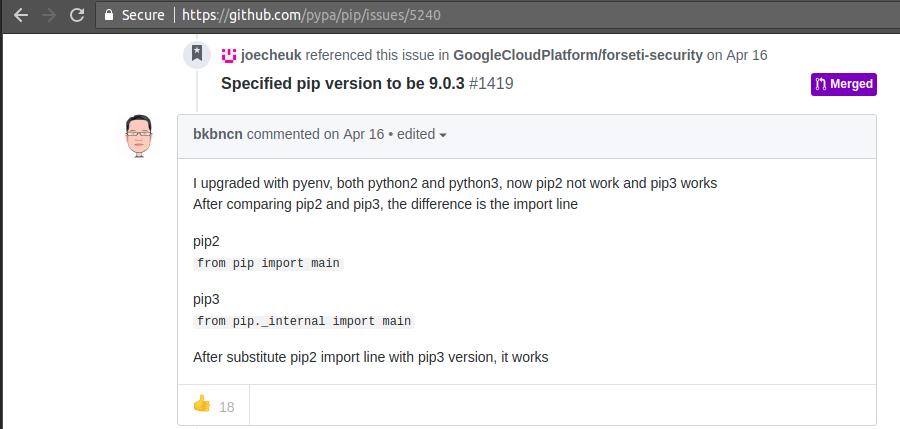 Secure https://github.com/pypa/pip/issues/5240
joecheuk referenced this issue in GoogleCloudPlatform/forseti-security on Apr 16
Specified pip version to be 9.0.3 #1419
Merged
bkbncn commented on Apr 16 • edited
I upgraded with pyenv, both python2 and python3, now pip2 not work and pip3 works
After comparing pip2 and pip3, the difference is the import line
pip2
from pip import main
pip3
from pip._internal import main
After substitute pip2 import line with pip3 version, it works
18